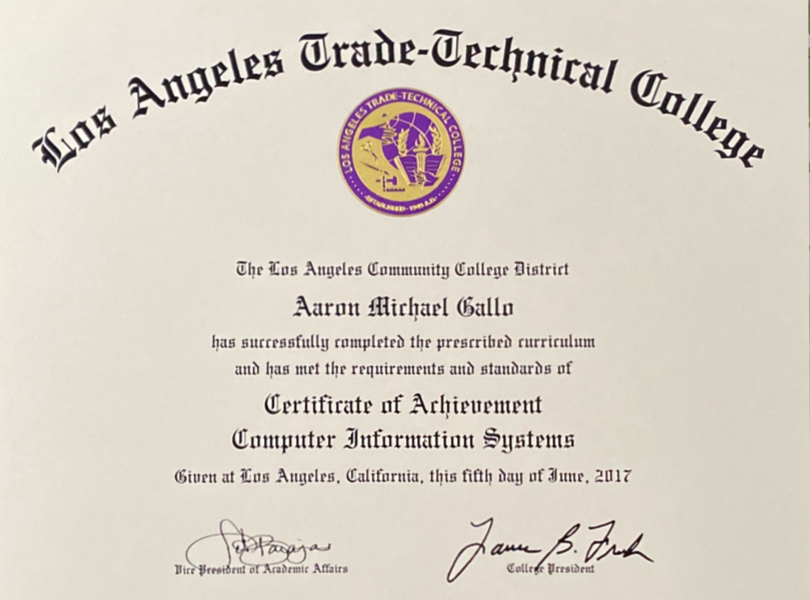 Los Angeles Trade-Technical College
LOS ANGELES TRADE-TECHNICAL COLLEGE
The Los Angeles Community College District
Aaron Michael Gallo
has successfully completed the prescribed curriculum
and has met the requirements and standards of
Certificate of Achievement
Computer Information Systems
Given at Los Angeles, California, this fifth day of June, 2017
Vice President of Academic Affairs
College President